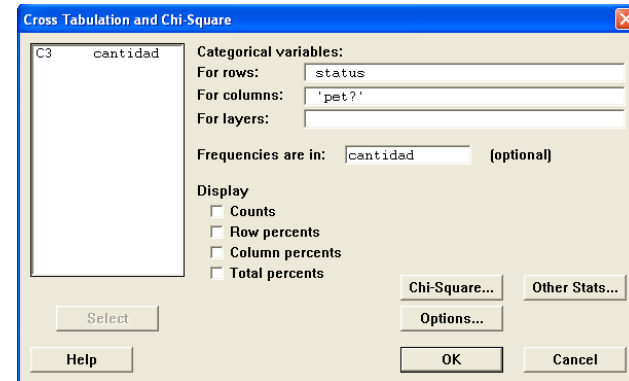 Cross Tabulation and Chi-Square
C3 cantidad
Categorical variables:
For rows: status
For columns: 'pet?'
For layers:
Frequencies are in: cantidad (optional)
Display
Counts
Row percents
Column percents
Total percents
Chi-Square... Other Stats...
Select Options...
Help OK Cancel